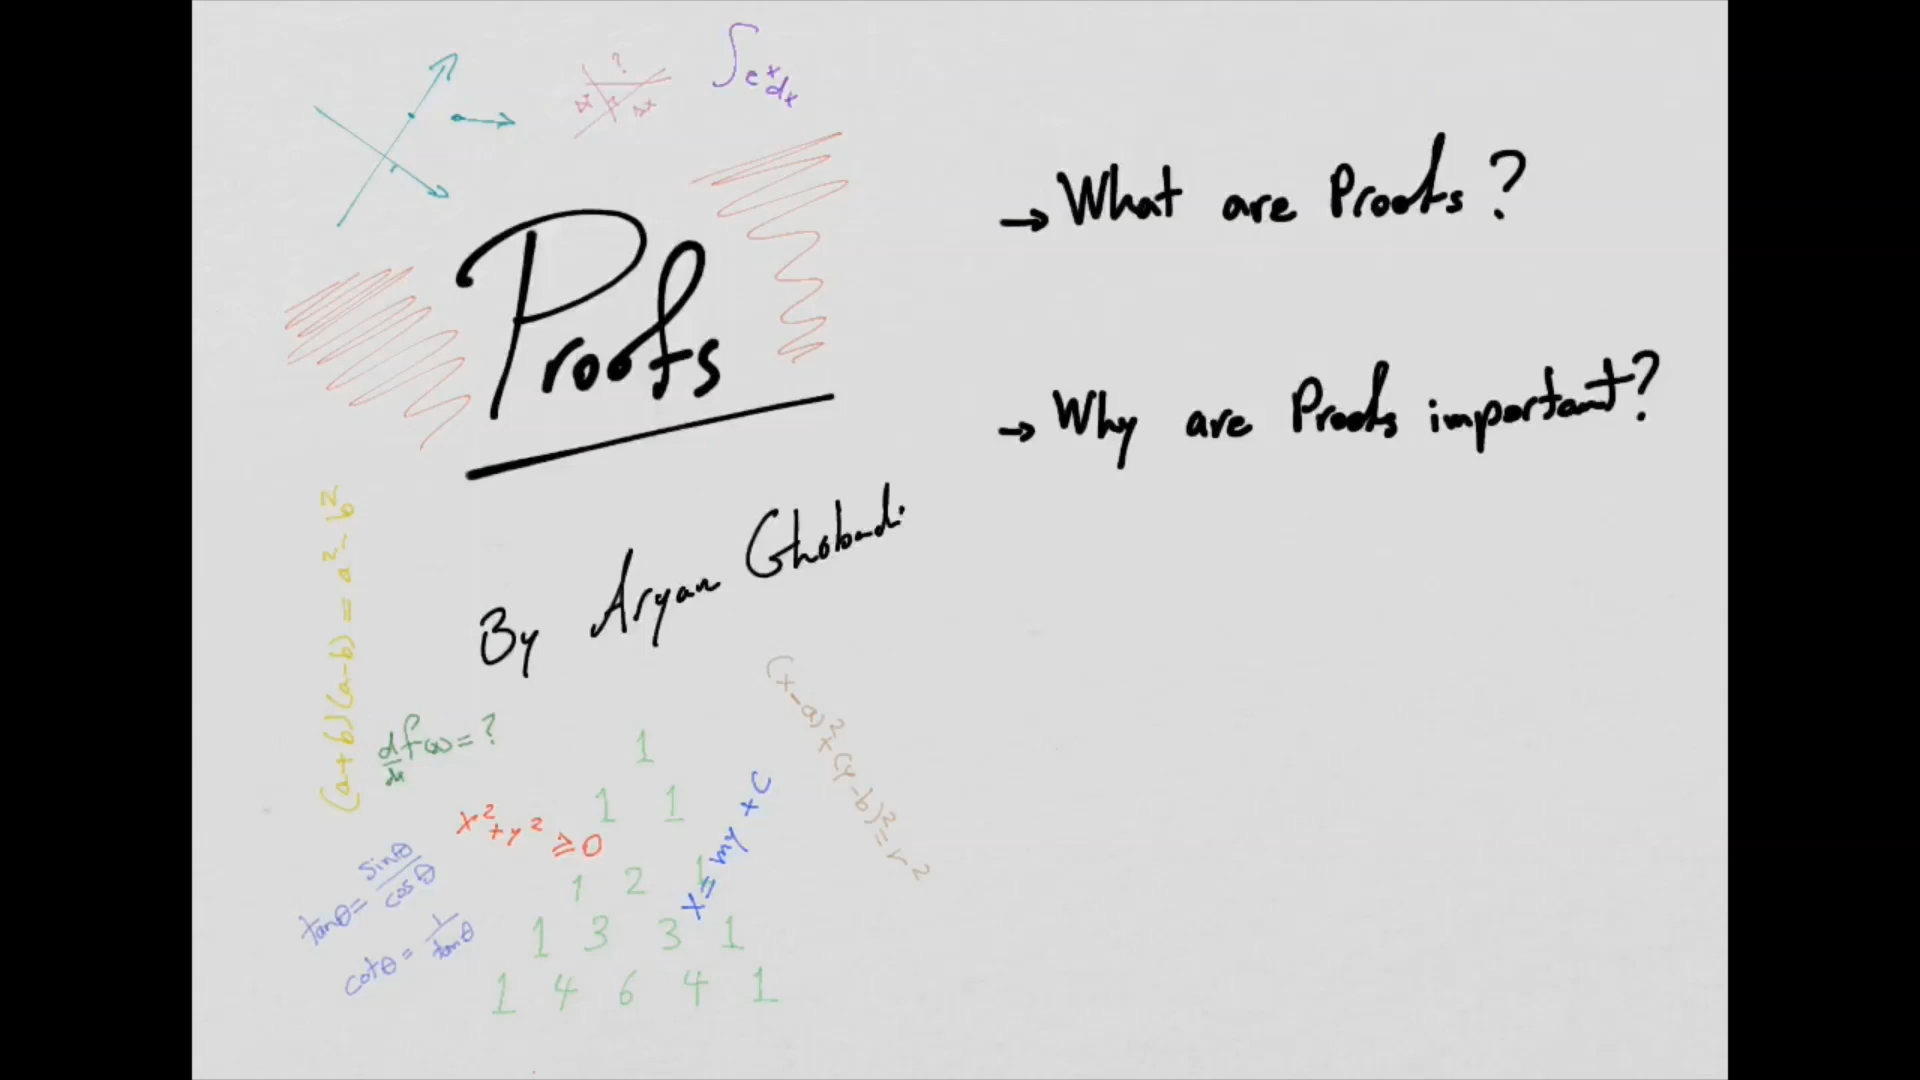 ?
∫e^x dx
→ What are Proofs?
Proofs
→ Why are Proofs important?
By Aryan Ghobadi
(a+b)(a-b) = a² - b²
(x-a)² + (y-b)² = r²
d/dx f(x) = ?
x² + y² ≥ 0
x = my + c
tanθ = sinθ/cosθ
cotθ = 1/tanθ
1
1 1
1 2 1
1 3 3 1
1 4 6 4 1